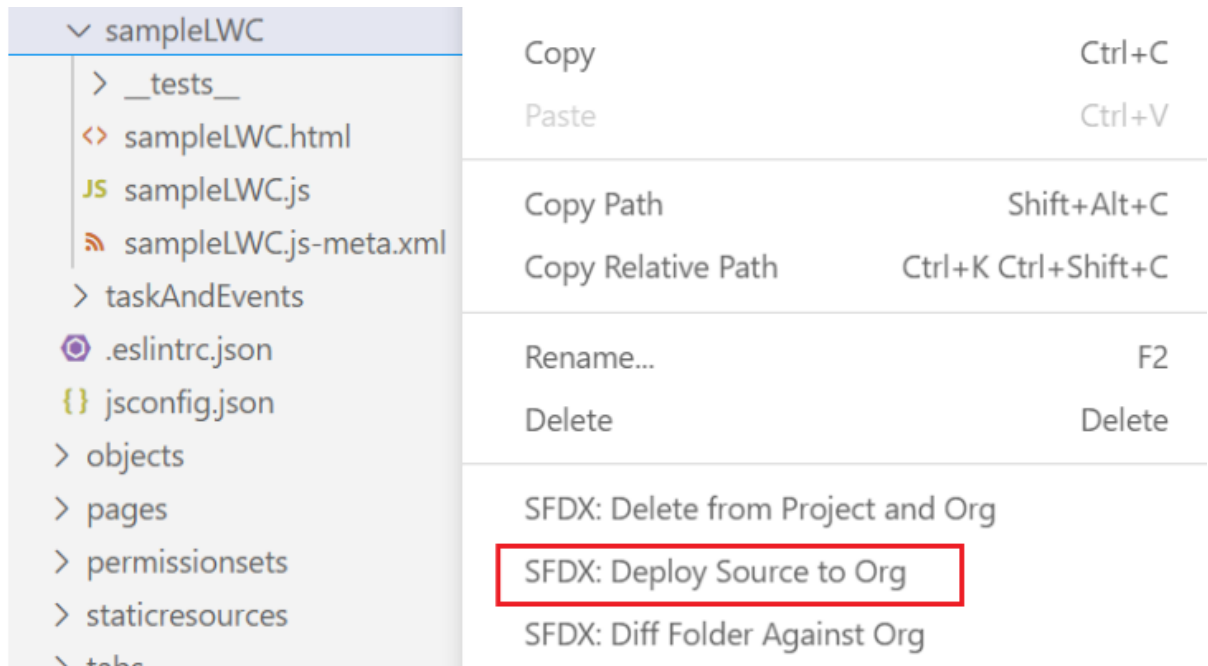 sampleLWC
__tests__
sampleLWC.html
JS sampleLWC.js
sampleLWC.js-meta.xml
taskAndEvents
.eslintrc.json
{} jsconfig.json
objects
pages
permissionsets
staticresources
Copy Ctrl+C
Paste Ctrl+V
Copy Path Shift+Alt+C
Copy Relative Path Ctrl+K Ctrl+Shift+C
Rename... F2
Delete Delete
SFDX: Delete from Project and Org
SFDX: Deploy Source to Org
SFDX: Diff Folder Against Org